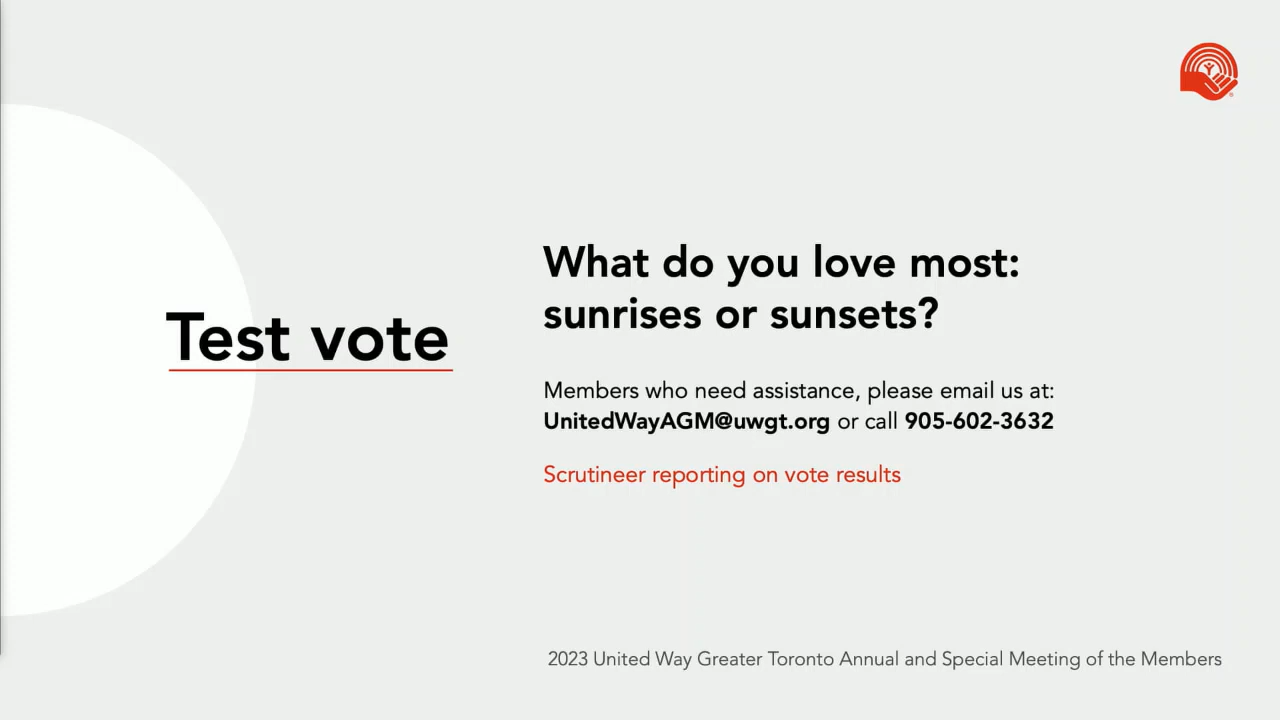 Test vote
What do you love most:
sunrises or sunsets?
Members who need assistance, please email us at:
UnitedWayAGM@uwgt.org or call 905-602-3632
Scrutineer reporting on vote results
2023 United Way Greater Toronto Annual and Special Meeting of the Members